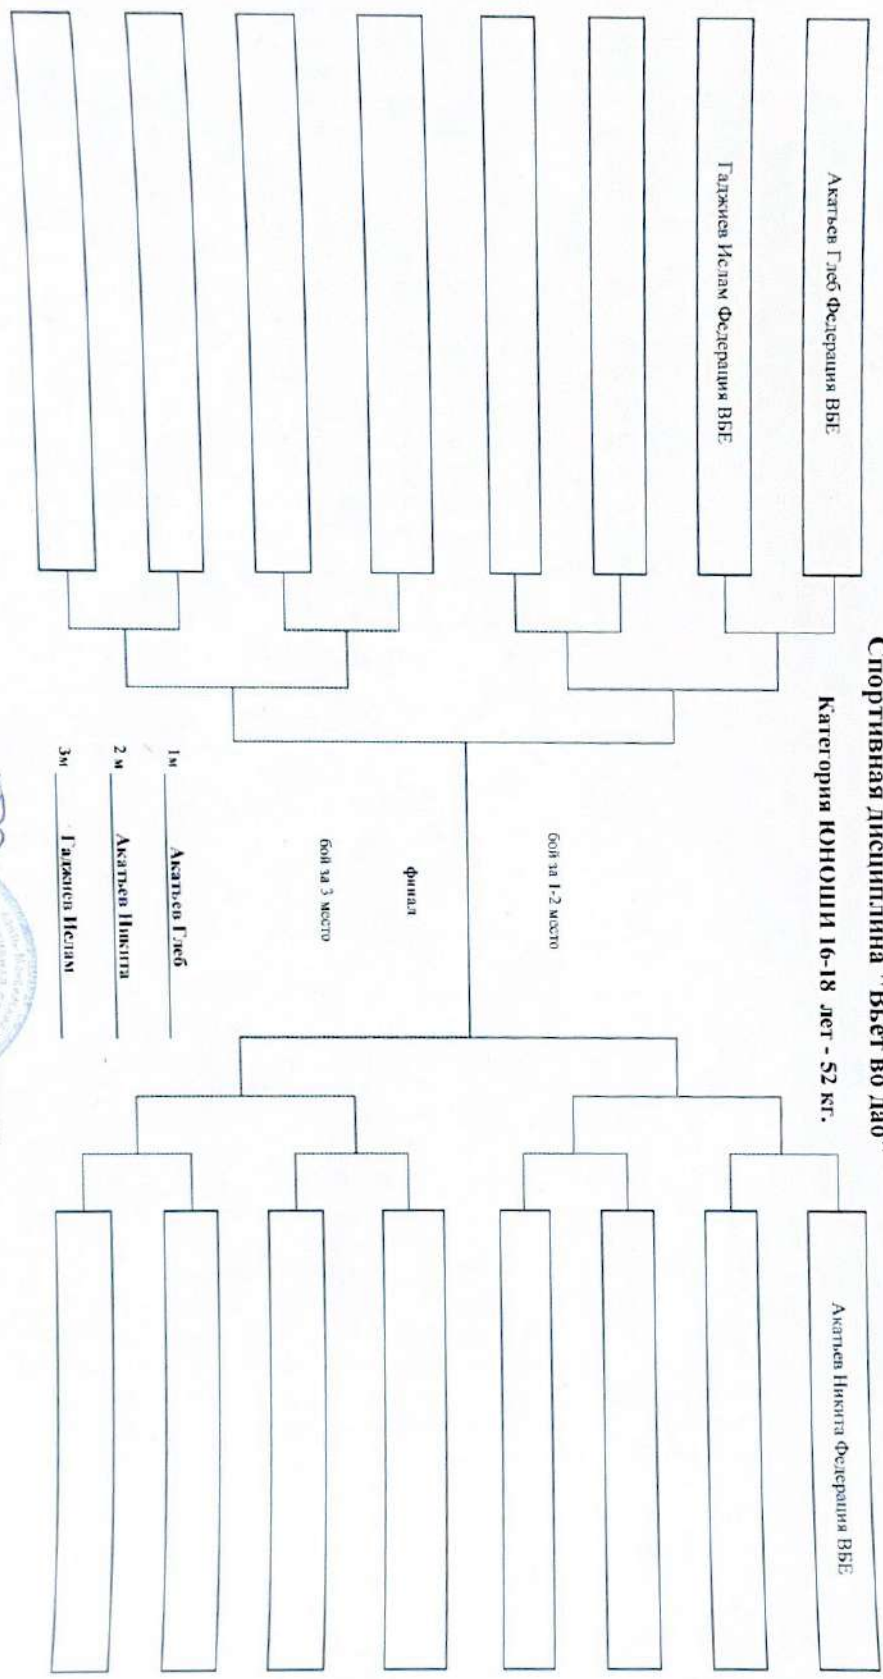 Спортивная дисциплина "Вьет во дао"
Категория ЮНОШИ 16-18 лет - 52 кг.
Акатьев Глеб Федерация ВБЕ
Гаджиев Ислам Федерация ВБЕ
Акатьев Никита Федерация ВБЕ
бой за 1-2 место
финал
бой за 3 место
1м Акатьев Глеб
2 м Акатьев Никита
3м Гаджиев Ислам